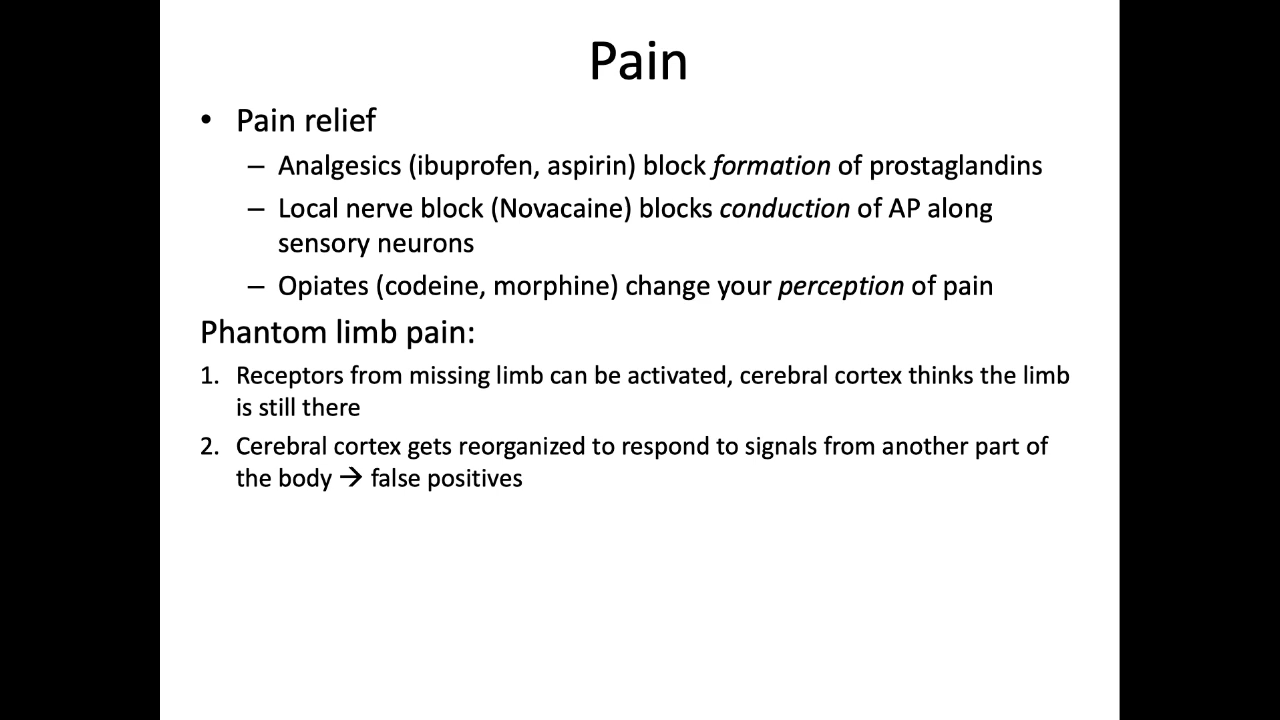 Pain
• Pain relief
– Analgesics (ibuprofen, aspirin) block formation of prostaglandins
– Local nerve block (Novacaine) blocks conduction of AP along
sensory neurons
– Opiates (codeine, morphine) change your perception of pain
Phantom limb pain:
1. Receptors from missing limb can be activated, cerebral cortex thinks the limb
is still there
2. Cerebral cortex gets reorganized to respond to signals from another part of
the body → false positives